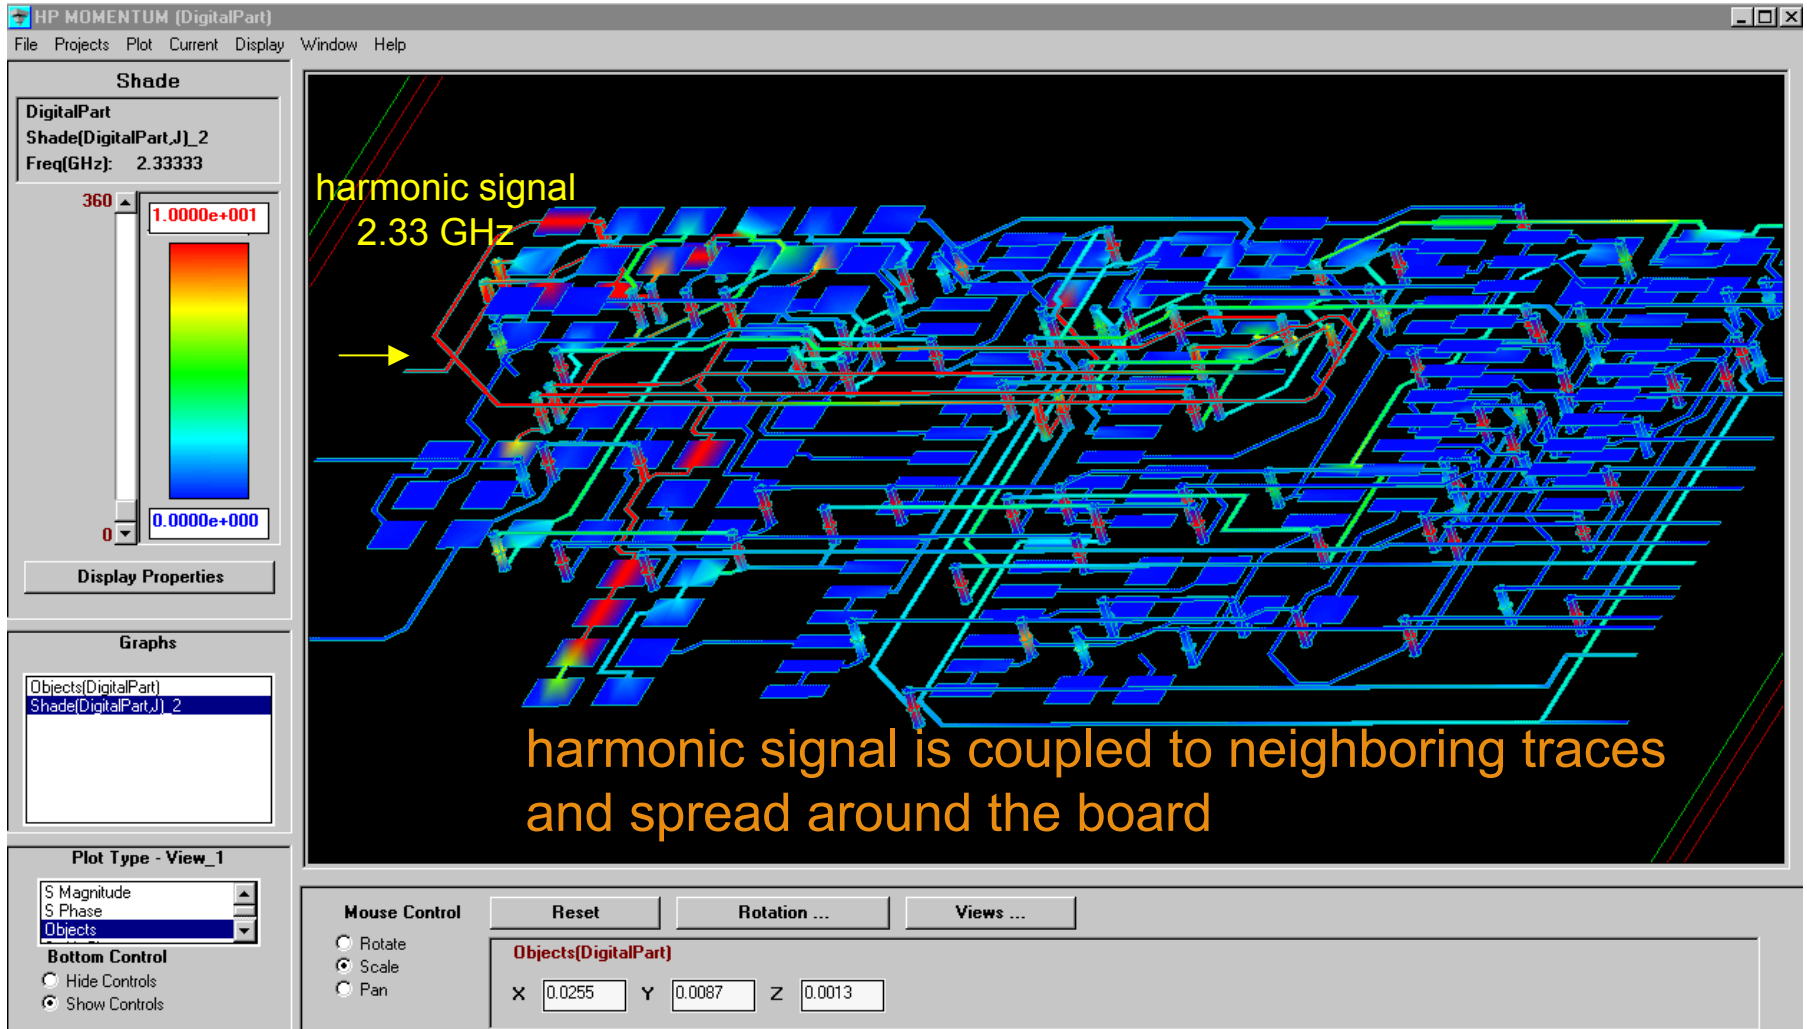 HP MOMENTUM (DigitalPart)
File Projects Plot Current Display Window Help
Shade
DigitalPart
Shade(DigitalPart,J)_2
Freq(GHz): 2.33333
360
1.0000e+001
0.0000e+000
0
Display Properties
Graphs
Objects(DigitalPart)
Shade(DigitalPart,J)_2
Plot Type - View_1
S Magnitude
S Phase
Objects
Bottom Control
Hide Controls
Show Controls
harmonic signal
2.33 GHz
harmonic signal is coupled to neighboring traces
and spread around the board
Mouse Control
Rotate
Scale
Pan
Reset Rotation ... Views ...
Objects(DigitalPart)
X 0.0255 Y 0.0087 Z 0.0013